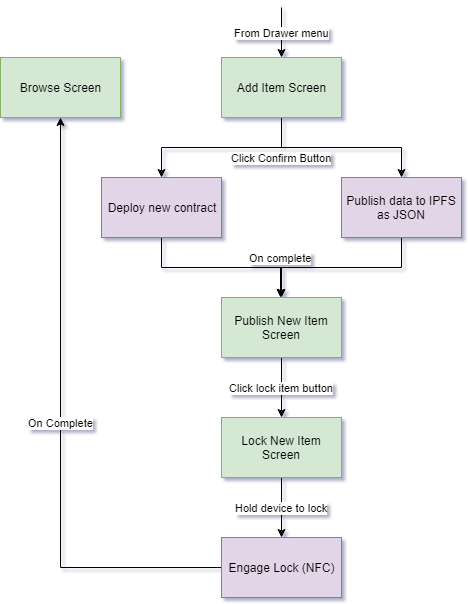 From Drawer menu
Browse Screen
Add Item Screen
Click Confirm Button
Deploy new contract
Publish data to IPFS
as JSON
On complete
Publish New Item
Screen
Click lock item button
Lock New Item
Screen
On Complete
Hold device to lock
Engage Lock (NFC)